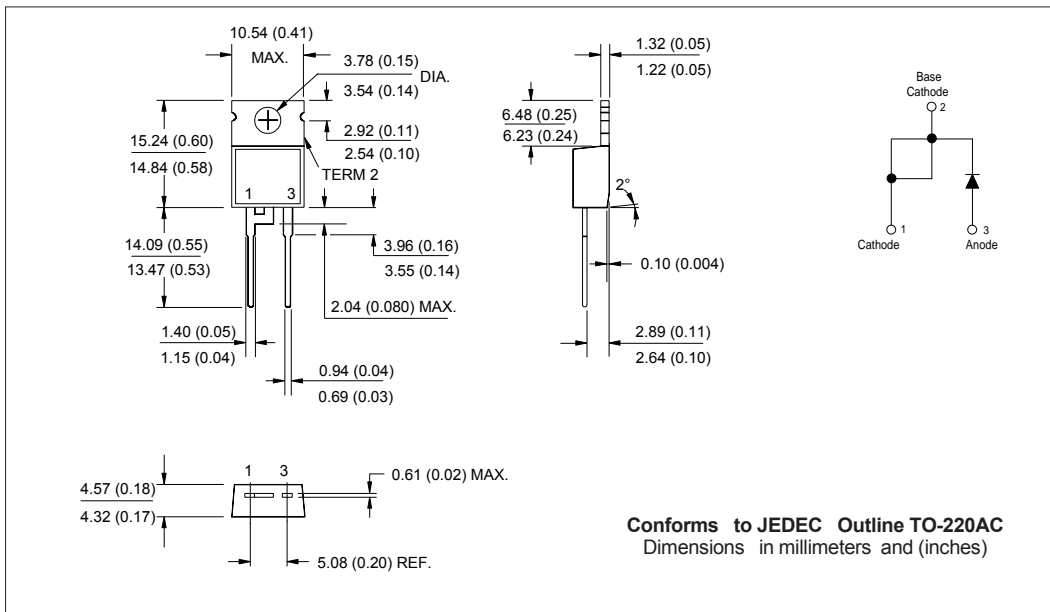 10.54 (0.41)
MAX.
3.78 (0.15)
3.54 (0.14)
DIA.
2.92 (0.11)
2.54 (0.10)
TERM 2
15.24 (0.60)
14.84 (0.58)
1 3
14.09 (0.55)
13.47 (0.53)
3.96 (0.16)
3.55 (0.14)
2.04 (0.080) MAX.
1.40 (0.05)
1.15 (0.04)
0.94 (0.04)
0.69 (0.03)
1.32 (0.05)
1.22 (0.05)
6.48 (0.25)
6.23 (0.24)
2°
0.10 (0.004)
2.89 (0.11)
2.64 (0.10)
Base
Cathode
2
1 3
Cathode Anode
1 3
4.57 (0.18)
4.32 (0.17)
0.61 (0.02) MAX.
5.08 (0.20) REF.
Conforms to JEDEC Outline TO-220AC
Dimensions in millimeters and (inches)